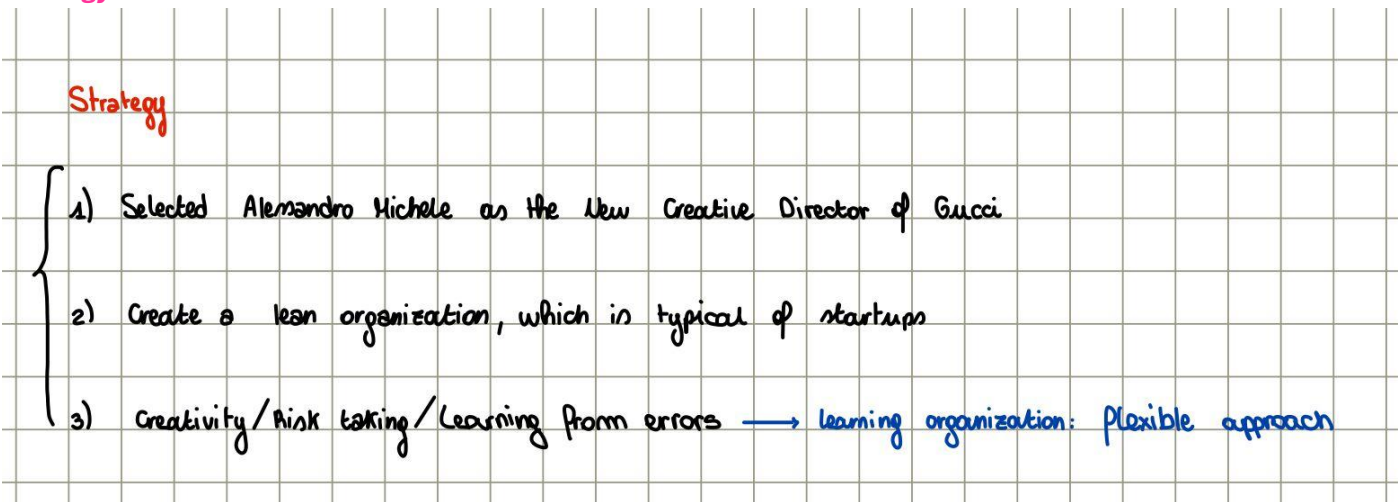 Strategy
1) Selected Alessandro Michele as the New Creative Director of Gucci
2) Create a lean organization, which is typical of startups
3) Creativity/Risk taking/Learning from errors → learning organization: flexible approach